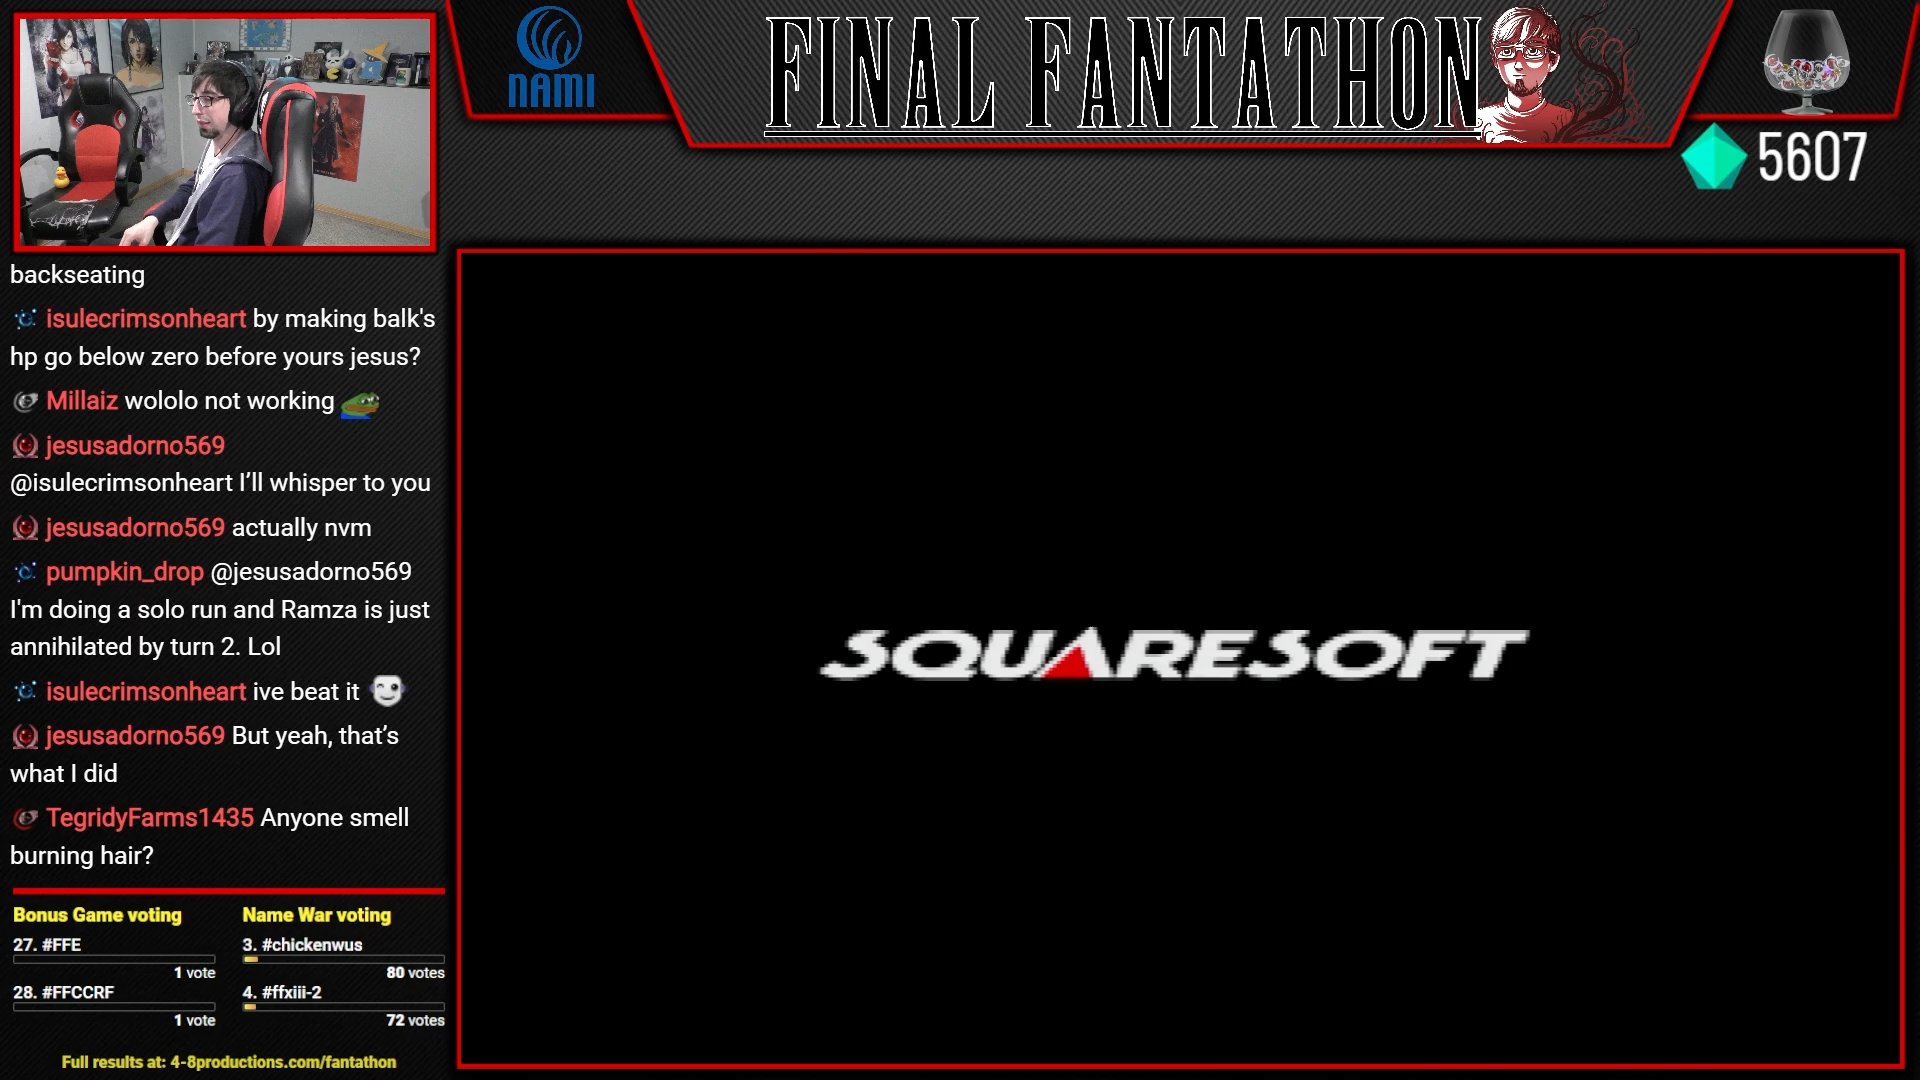 NAMI
FINAL FANTATHON
5607
backseating
isulecrimsonheart by making balk's
hp go below zero before yours jesus?
Millaiz wololo not working
jesusadorno569
@isulecrimsonheart I’ll whisper to you
jesusadorno569 actually nvm
pumpkin_drop @jesusadorno569
I'm doing a solo run and Ramza is just
annihilated by turn 2. Lol
isulecrimsonheart ive beat it
jesusadorno569 But yeah, that’s
what I did
TegridyFarms1435 Anyone smell
burning hair?
SQUARESOFT
Bonus Game voting
27. #FFE
1 vote
28. #FFCCRF
1 vote
Name War voting
3. #chickenwus
80 votes
4. #ffxiii-2
72 votes
Full results at: 4-8productions.com/fantathon